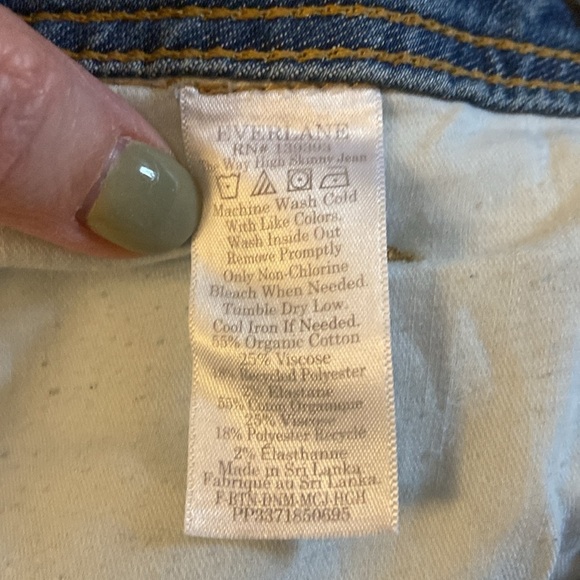 EVERLANE
RN# 139393
Way High Skinny Jean
Machine Wash Cold
With Like Colors.
Wash Inside Out
Remove Promptly
Only Non-Chlorine
Bleach When Needed.
Tumble Dry Low.
Cool Iron If Needed.
55% Organic Cotton
25% Viscose
18% Recycled Polyester
2% Elastane
55% Coton Organique
25% Viscose
18% Polyester Recyclé
2% Élasthanne
Made in Sri Lanka
Fabriqué au Sri Lanka.
F-BTN-DNM-MCJ-HGH
PP3371850695